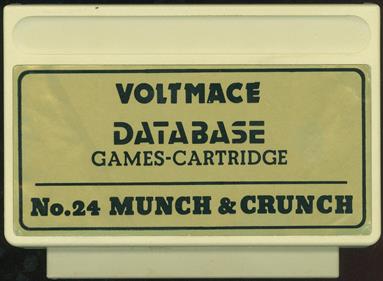 VOLTMACE
DATABASE
GAMES-CARTRIDGE
No.24 MUNCH & CRUNCH